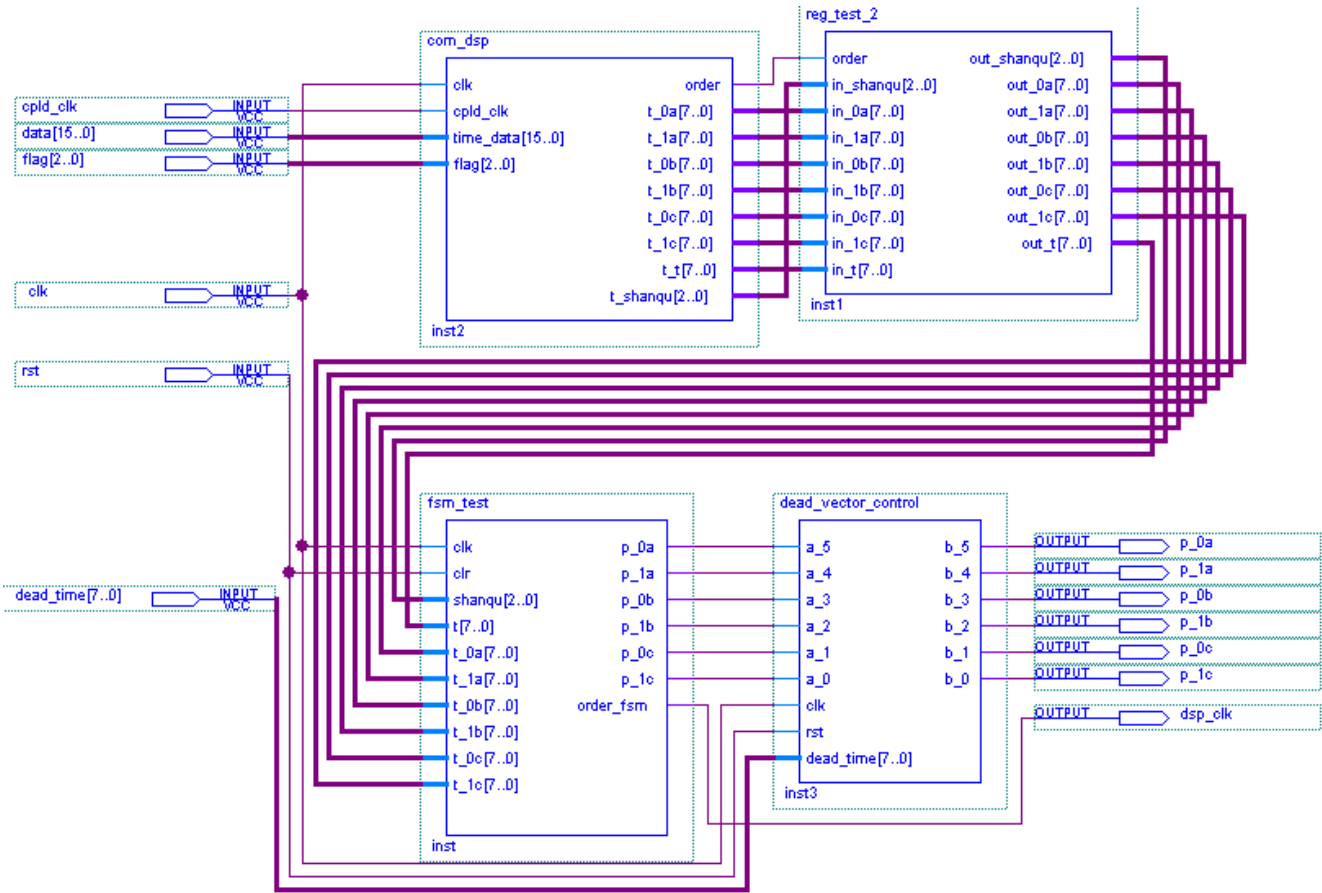 reg_test_2
com_dsp
order
out_shanqu[2..0]
in_shanqu[2..0]
out_0a[7..0]
in_0a[7..0]
out_1a[7..0]
in_1a[7..0]
out_0b[7..0]
in_0b[7..0]
out_1b[7..0]
in_1b[7..0]
out_0c[7..0]
in_0c[7..0]
out_1c[7..0]
in_1c[7..0]
out_t[7..0]
in_t[7..0]
inst1
clk
order
cpld_clk
t_0a[7..0]
time_data[15..0]
t_1a[7..0]
flag[2..0]
t_0b[7..0]
t_1b[7..0]
t_0c[7..0]
t_1c[7..0]
t_t[7..0]
t_shanqu[2..0]
inst2
cpld_clk
INPUT
VCC
data[15..0]
INPUT
VCC
flag[2..0]
INPUT
VCC
clk
INPUT
VCC
rst
INPUT
VCC
dead_time[7..0]
INPUT
VCC
fsm_test
clk
p_0a
clr
p_1a
shanqu[2..0]
p_0b
t[7..0]
p_1b
t_0a[7..0]
p_0c
t_1a[7..0]
p_1c
t_0b[7..0]
order_fsm
t_1b[7..0]
t_0c[7..0]
t_1c[7..0]
inst
dead_vector_control
a_5
b_5
a_4
b_4
a_3
b_3
a_2
b_2
a_1
b_1
a_0
b_0
clk
rst
dead_time[7..0]
inst3
OUTPUT
p_0a
OUTPUT
p_1a
OUTPUT
p_0b
OUTPUT
p_1b
OUTPUT
p_0c
OUTPUT
p_1c
OUTPUT
dsp_clk